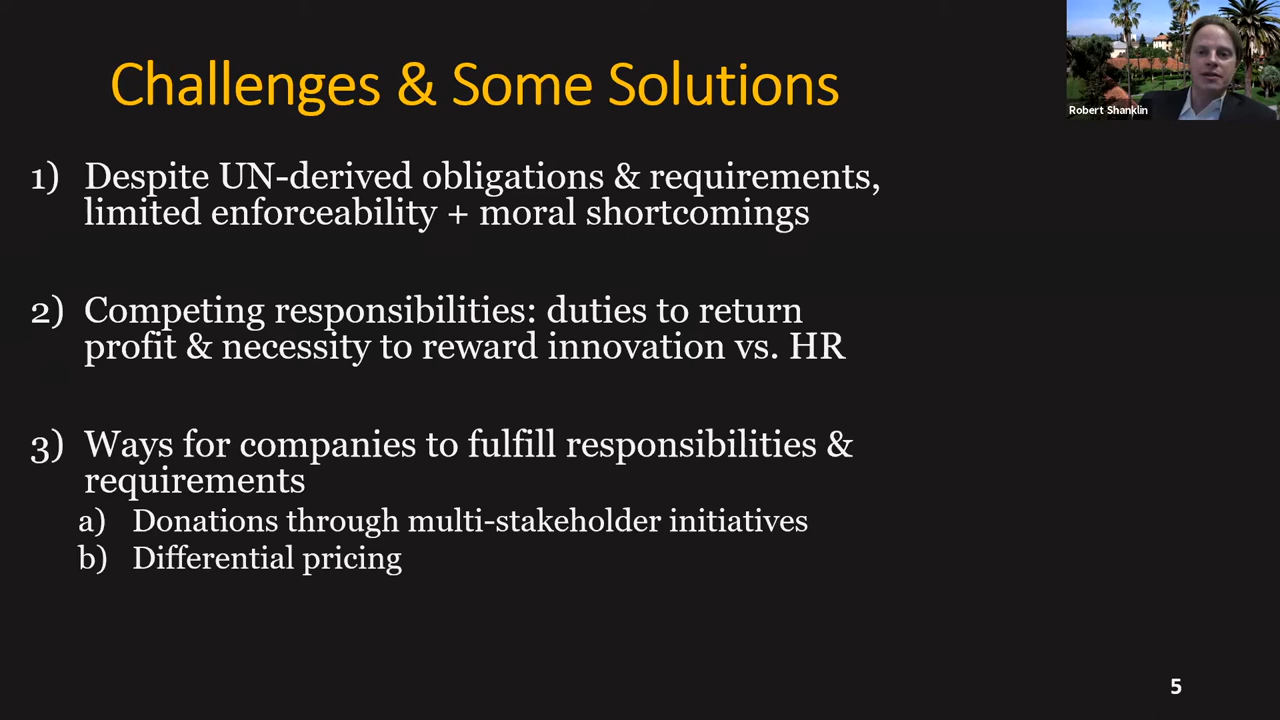 Challenges & Some Solutions
Robert Shanklin
1) Despite UN-derived obligations & requirements,
limited enforceability + moral shortcomings
2) Competing responsibilities: duties to return
profit & necessity to reward innovation vs. HR
3) Ways for companies to fulfill responsibilities &
requirements
a) Donations through multi-stakeholder initiatives
b) Differential pricing
5